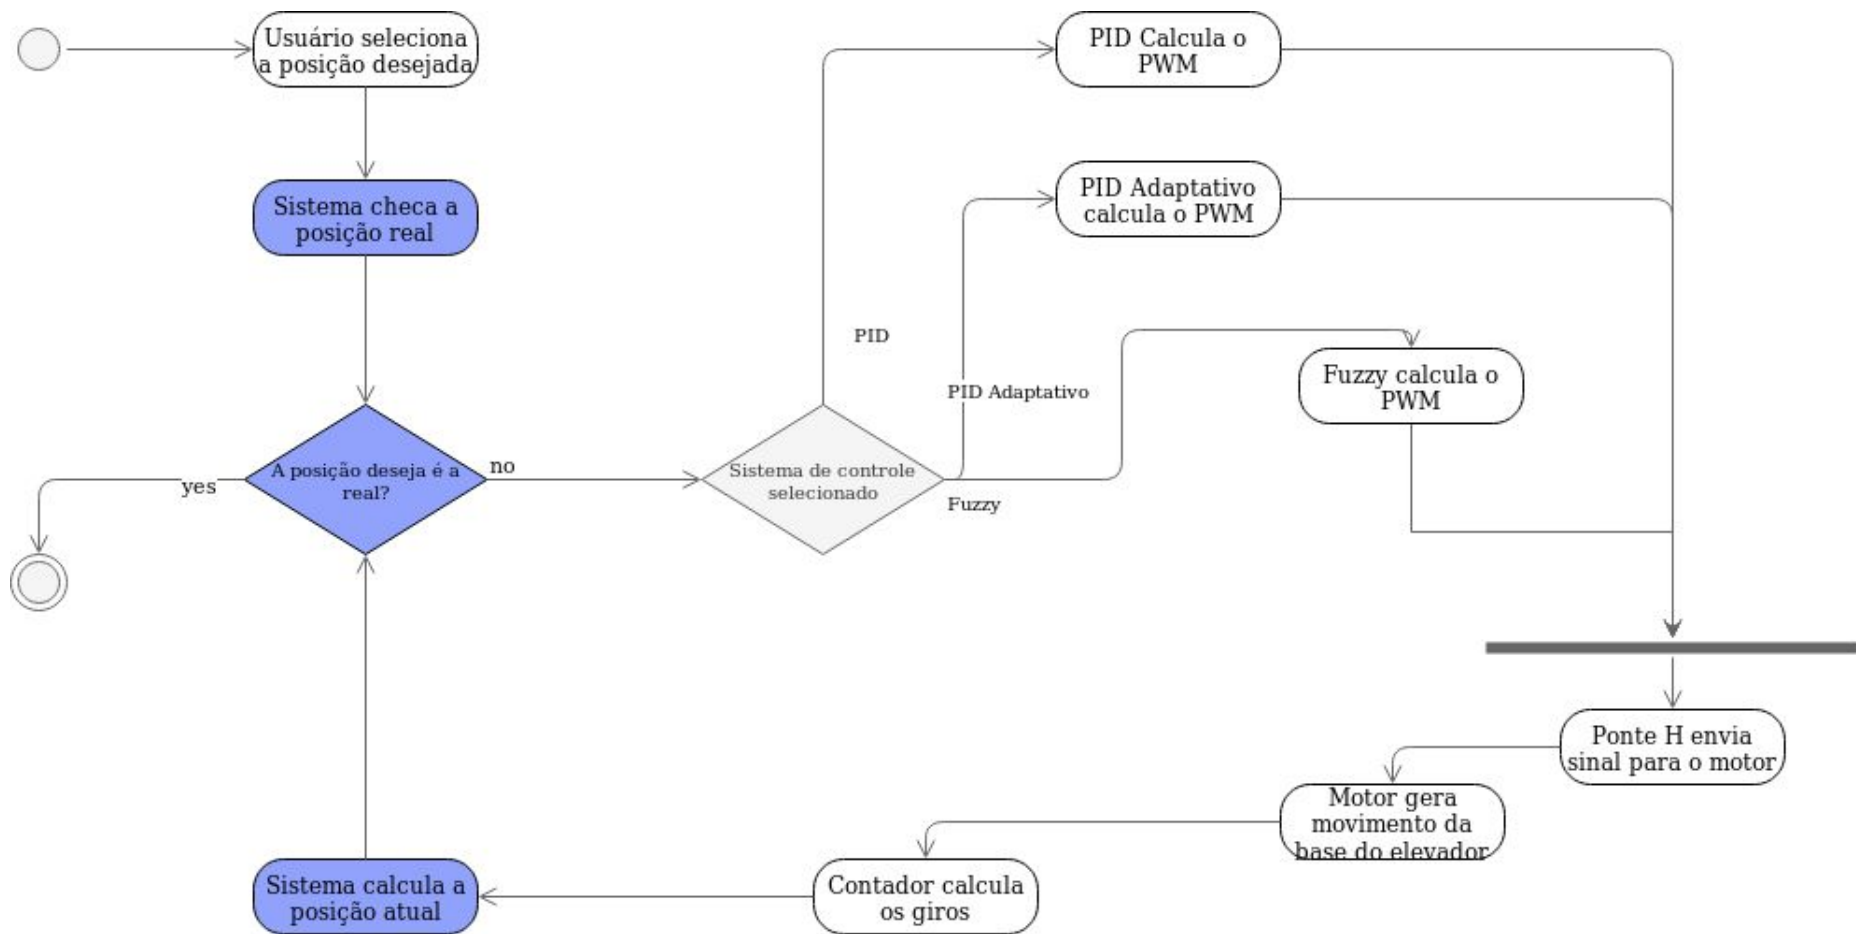 Usuário seleciona
a posição desejada
Sistema checa a
posição real
A posição deseja é a
real?
yes
no
Sistema de controle
selecionado
PID
PID Adaptativo
Fuzzy
PID Calcula o
PWM
PID Adaptativo
calcula o PWM
Fuzzy calcula o
PWM
Ponte H envia
sinal para o motor
Motor gera
movimento da
base do elevador
Contador calcula
os giros
Sistema calcula a
posição atual